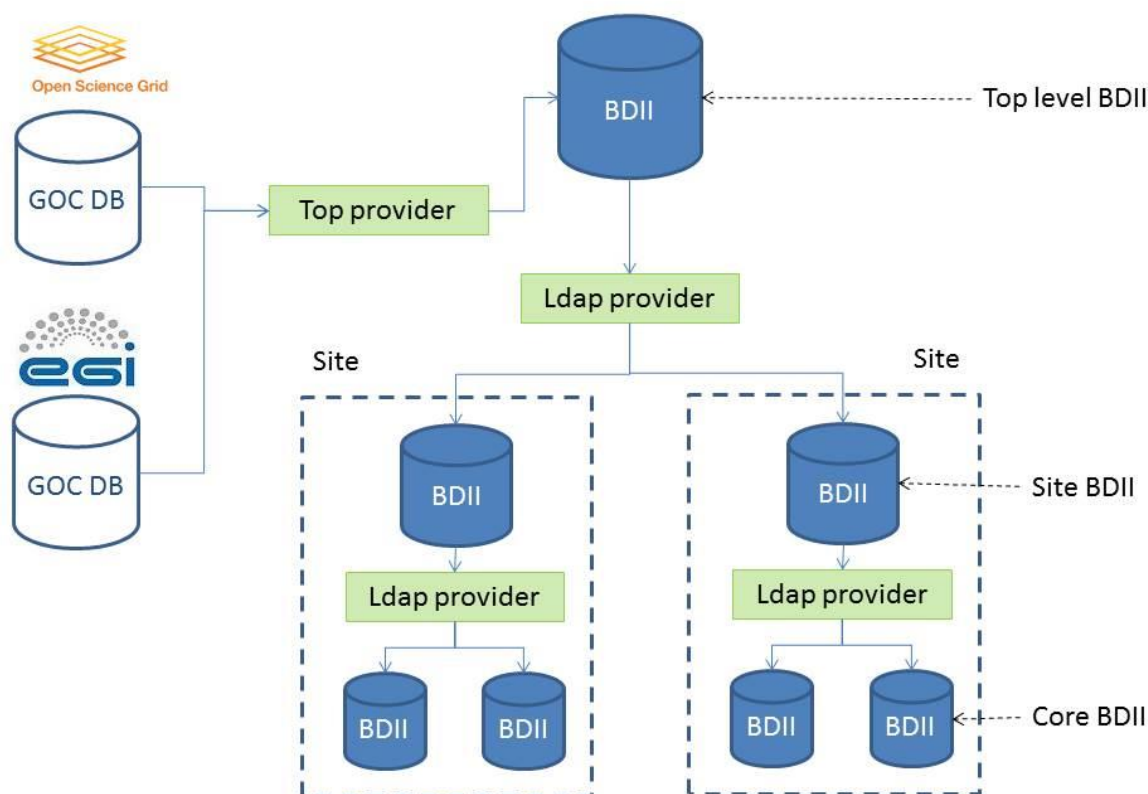 Open Science Grid
BDII
Top level BDII
GOC DB
Top provider
Ldap provider
egi
Site
Site
GOC DB
BDII
BDII
Site BDII
Ldap provider
Ldap provider
BDII
BDII
BDII
BDII
Core BDII